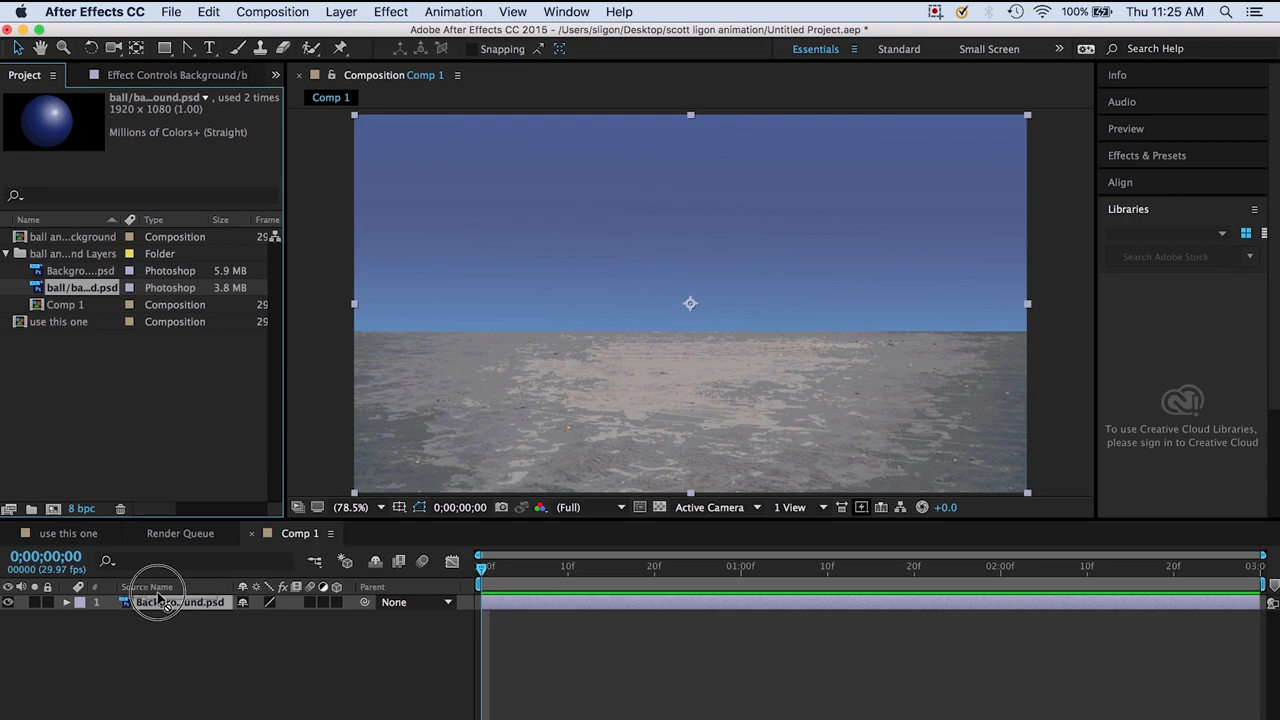 After Effects CC File Edit Composition Layer Effect Animation View Window Help 100% Thu 11:25 AM
Adobe After Effects CC 2015 - /Users/sligon/Desktop/scott ligon animation/Untitled Project.aep *
Snapping Essentials Standard Small Screen Search Help
Project Effect Controls Background/b
Composition Comp 1
Comp 1
ball/ba...ound.psd , used 2 times
1920 x 1080 (1.00)
Millions of Colors+ (Straight)
Name Type Size Frame
ball an...ckground Composition 29
ball an...nd Layers Folder
Backgro....psd Photoshop 5.9 MB
ball/ba...d.psd Photoshop 3.8 MB
Comp 1 Composition 29
use this one Composition 29
8 bpc
(78.5%) 0;00;00;00 (Full) Active Camera 1 View +0.0
Info
Audio
Preview
Effects & Presets
Align
Libraries
Search Adobe Stock
To use Creative Cloud Libraries,
please sign in to Creative Cloud
use this one Render Queue Comp 1
0;00;00;00
00000 (29.97 fps)
# Source Name Parent
1 None
10f 20f 01:00f 10f 20f 02:00f 10f 20f 03:0